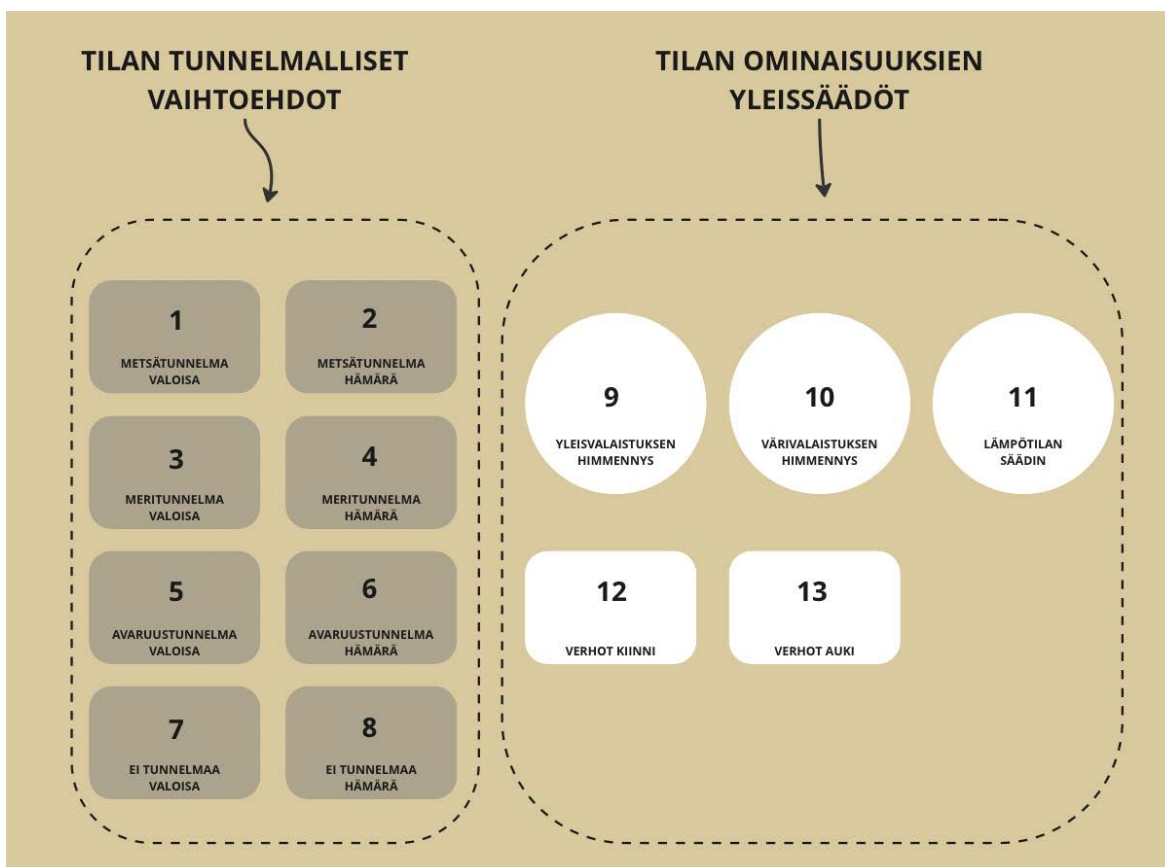 TILAN TUNNELMALLISET
VAIHTOEHDOT
TILAN OMINAISUUKSIEN
YLEISSÄÄDÖT
1
METSÄTUNNELMA
VALOISA
2
METSÄTUNNELMA
HÄMÄRÄ
3
MERITUNNELMA
VALOISA
4
MERITUNNELMA
HÄMÄRÄ
5
AVARUUSTUNNELMA
VALOISA
6
AVARUUSTUNNELMA
HÄMÄRÄ
7
EI TUNNELMAA
VALOISA
8
EI TUNNELMAA
HÄMÄRÄ
9
YLEISVALAISTUKSEN
HIMMENNYS
10
VÄRIVALAISTUKSEN
HIMMENNYS
11
LÄMPÖTILAN
SÄÄDIN
12
VERHOT KIINNI
13
VERHOT AUKI